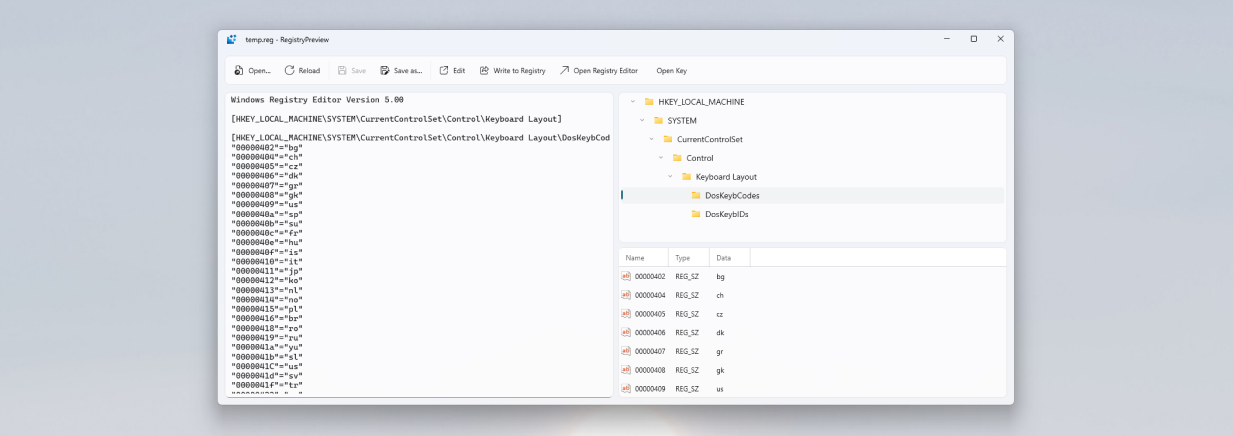 temp.reg - RegistryPreview
Open... Reload Save Save as... Edit Write to Registry Open Registry Editor Open Key
Windows Registry Editor Version 5.00
[HKEY_LOCAL_MACHINE\SYSTEM\CurrentControlSet\Control\Keyboard Layout]
[HKEY_LOCAL_MACHINE\SYSTEM\CurrentControlSet\Control\Keyboard Layout\DosKeybCod
"00000402"="bg"
"00000404"="ch"
"00000405"="cz"
"00000406"="dk"
"00000407"="gr"
"00000408"="gk"
"00000409"="us"
"0000040a"="sp"
"0000040b"="su"
"0000040c"="fr"
"0000040e"="hu"
"0000040f"="is"
"00000410"="it"
"00000411"="jp"
"00000412"="ko"
"00000413"="nl"
"00000414"="no"
"00000415"="pl"
"00000416"="br"
"00000418"="ro"
"00000419"="ru"
"0000041a"="yu"
"0000041b"="sl"
"0000041C"="us"
"0000041d"="sv"
"0000041f"="tr"
HKEY_LOCAL_MACHINE
SYSTEM
CurrentControlSet
Control
Keyboard Layout
DosKeybCodes
DosKeybIDs
Name Type Data
00000402 REG_SZ bg
00000404 REG_SZ ch
00000405 REG_SZ cz
00000406 REG_SZ dk
00000407 REG_SZ gr
00000408 REG_SZ gk
00000409 REG_SZ us